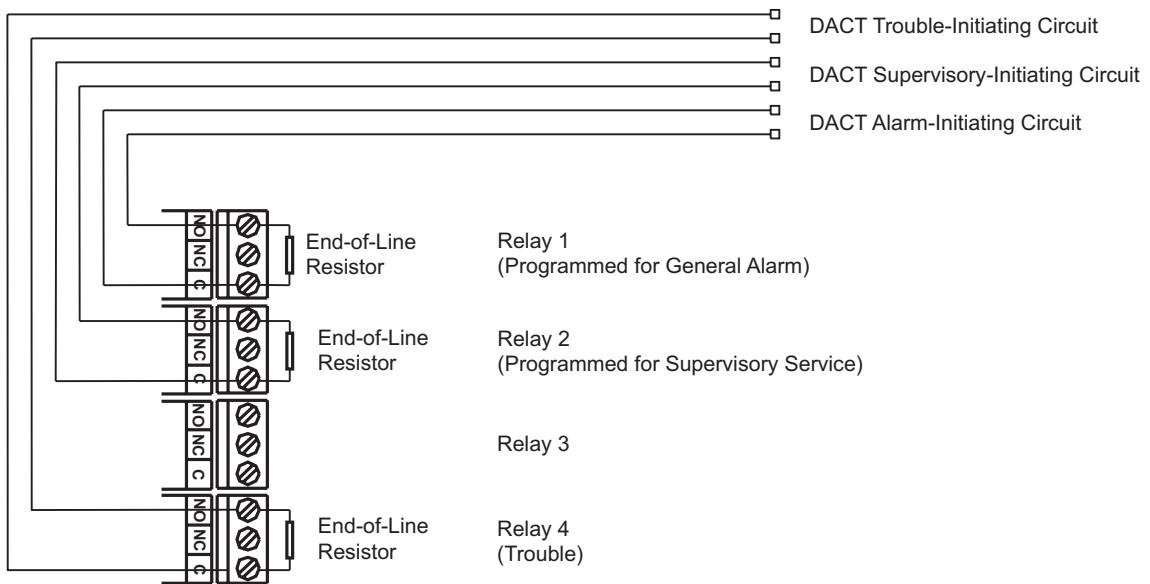 DACT Trouble-Initiating Circuit
DACT Supervisory-Initiating Circuit
DACT Alarm-Initiating Circuit
NO
NC
C
End-of-Line
Resistor
Relay 1
(Programmed for General Alarm)
NO
NC
C
End-of-Line
Resistor
Relay 2
(Programmed for Supervisory Service)
NO
NC
C
Relay 3
NO
NC
C
End-of-Line
Resistor
Relay 4
(Trouble)